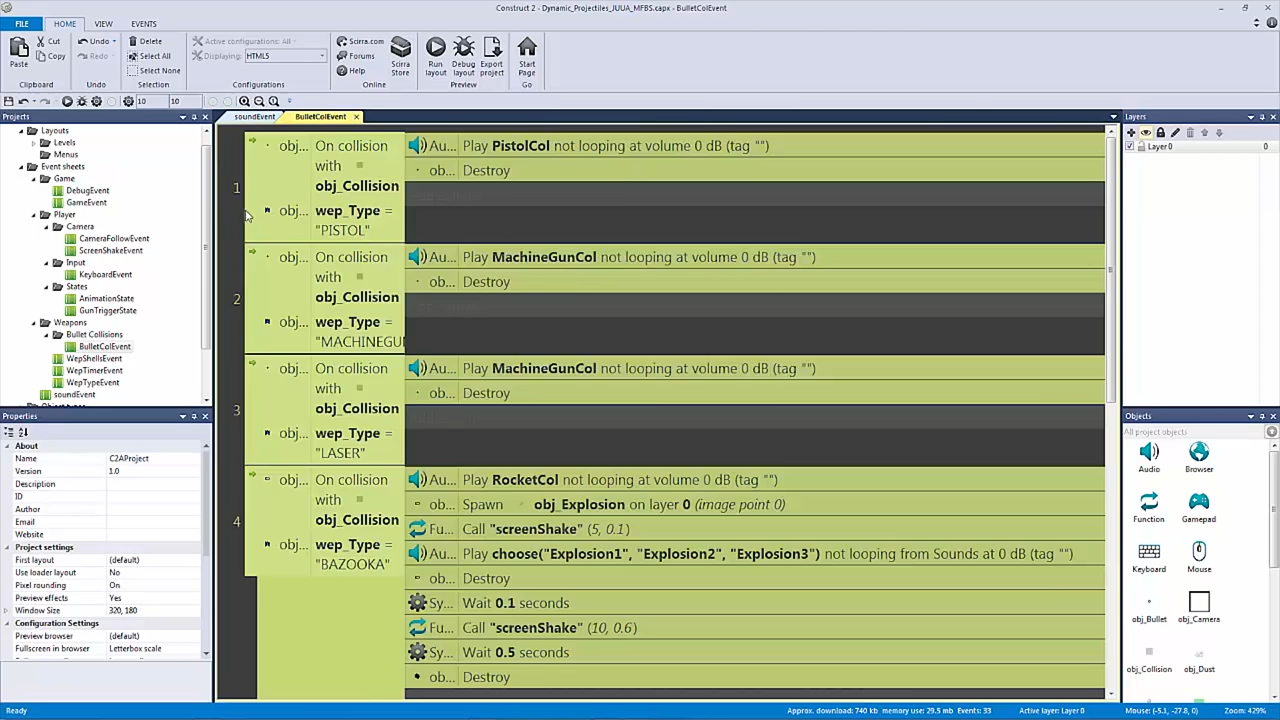 Construct 2 - Dynamic_Projectiles_JUUA_MFBS.capx - BulletColEvent
FILE HOME VIEW EVENTS
Paste Cut Copy
Undo Redo
Delete Select All Select None
Active configurations: All
Displaying: HTML5
Scirra.com Forums Help
Scirra Store
Run layout Debug layout Export project
Start Page
Clipboard Undo Selection Configurations Online Preview Go
10 10
Projects
Layouts
Levels
Menus
Event sheets
Game
DebugEvent
GameEvent
Player
Camera
CameraFollowEvent
ScreenShakeEvent
Input
KeyboardEvent
States
AnimationState
GunTriggerState
Weapons
Bullet Collisions
BulletColEvent
WepShellsEvent
WepTimerEvent
WepTypeEvent
soundEvent
Properties
About
Name C2AProject
Version 1.0
Description
ID
Author
Email
Website
Project settings
First layout (default)
Use loader layout No
Pixel rounding On
Preview effects Yes
Window Size 320, 180
Configuration Settings
Preview browser (default)
Fullscreen in browser Letterbox scale
soundEvent BulletColEvent
1
obj... On collision with obj_Collision
obj... wep_Type = "PISTOL"
Au... Play PistolCol not looping at volume 0 dB (tag "")
ob... Destroy
2
obj... On collision with obj_Collision
obj... wep_Type = "MACHINEGU
Au... Play MachineGunCol not looping at volume 0 dB (tag "")
ob... Destroy
3
obj... On collision with obj_Collision
obj... wep_Type = "LASER"
Au... Play MachineGunCol not looping at volume 0 dB (tag "")
ob... Destroy
4
obj... On collision with obj_Collision
obj... wep_Type = "BAZOOKA"
Au... Play RocketCol not looping at volume 0 dB (tag "")
ob... Spawn obj_Explosion on layer 0 (image point 0)
Fu... Call "screenShake" (5, 0.1)
Au... Play choose("Explosion1", "Explosion2", "Explosion3") not looping from Sounds at 0 dB (tag "")
ob... Destroy
Sy... Wait 0.1 seconds
Fu... Call "screenShake" (10, 0.6)
Sy... Wait 0.5 seconds
ob... Destroy
Layers
Layer 0 0
Objects
All project objects
Audio Browser
Function Gamepad
Keyboard Mouse
obj_Bullet obj_Camera
obj_Collision obj_Dust
Ready
Approx. download: 740 kb memory use: 29.5 mb Events: 33 Active layer: Layer 0 Mouse: (-5.1, -27.8, 0) Zoom: 429%